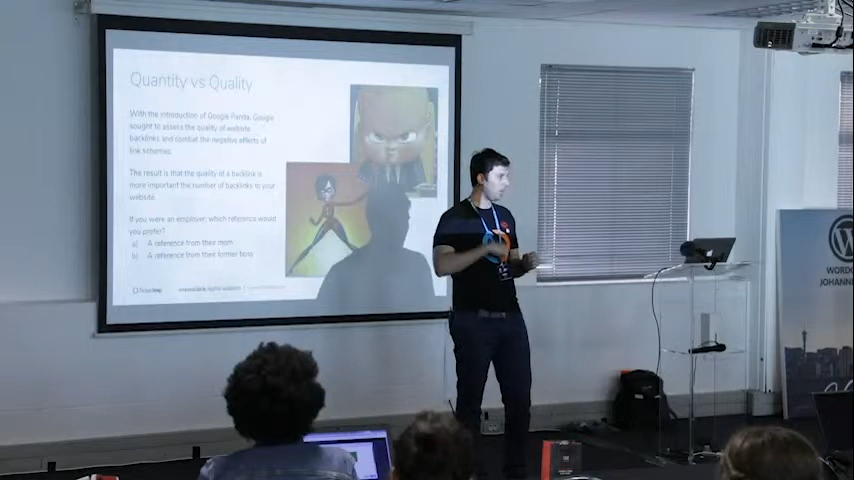 Quantity vs Quality
With the introduction of Google Panda, Google
sought to assess the quality of website
backlinks and combat the negative effects of
link schemes.
The result is that the quality of a backlink is
more important the number of backlinks to your
website.
If you were an employer, which reference would
you prefer?
a) A reference from their mom
b) A reference from their former boss
WORDC
JOHANNE